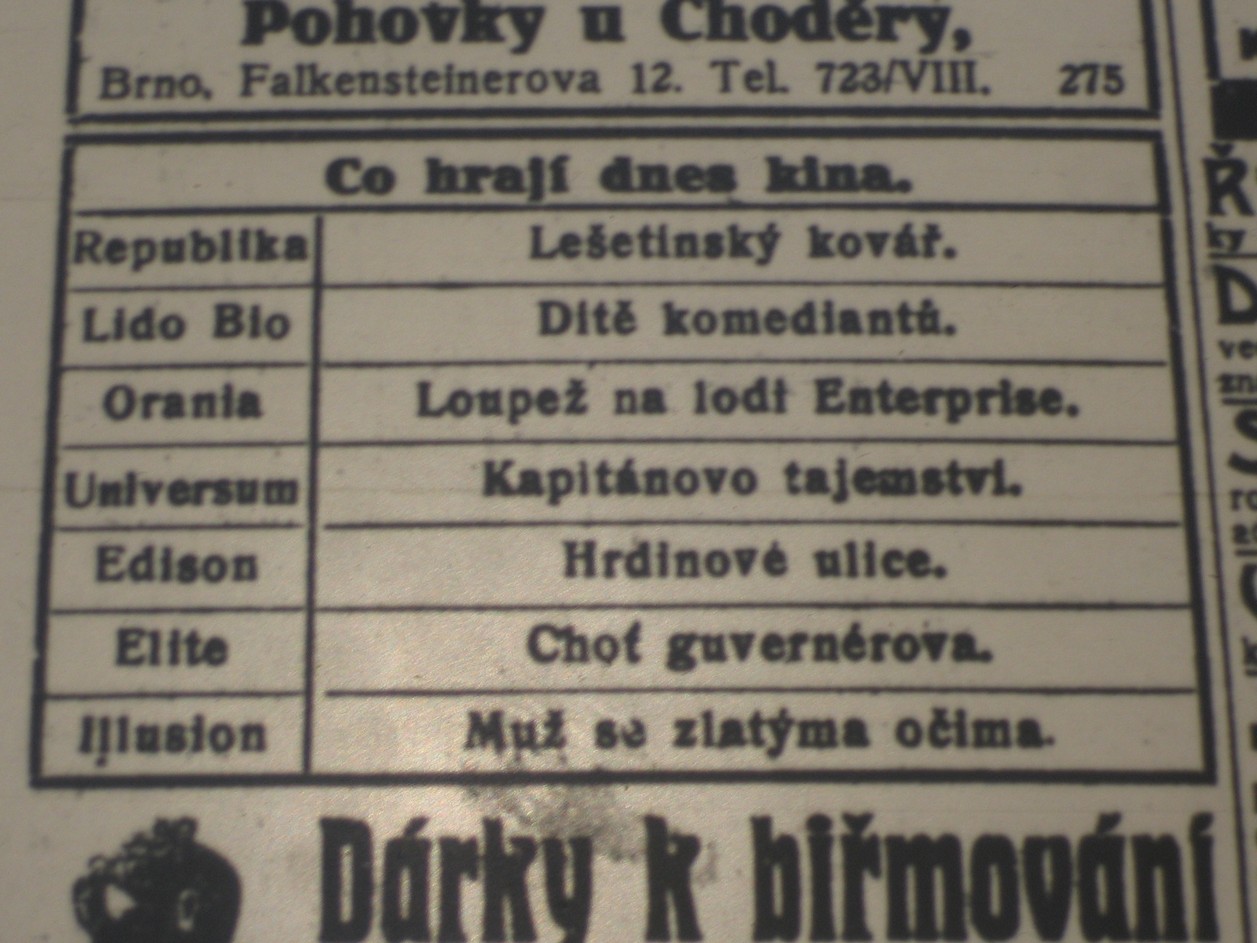 Pohovky u Choděry,
Brno, Falkensteinerova 12. Tel. 723/VIII. 275
Co hrají dnes kina.
Republika Lešetinský kovář.
Lido Bio Dítě komediantů.
Orania Loupež na lodi Enterprise.
Universum Kapitánovo tajemství.
Edison Hrdinové ulice.
Elite Choť guvernérova.
Illusion Muž se zlatýma očima.
Dárky k biřmování